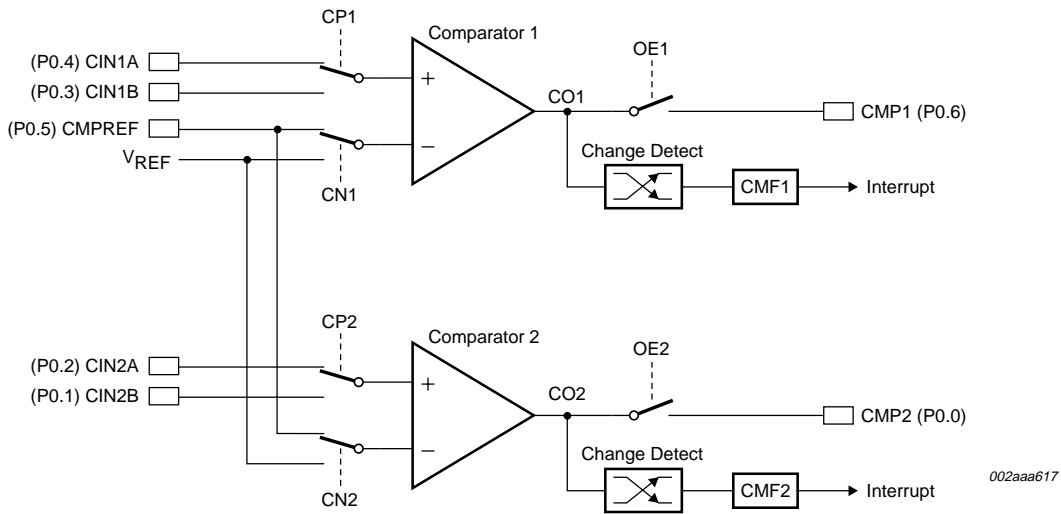 CP1
Comparator 1
OE1
(P0.4) CIN1A
(P0.3) CIN1B
+
CO1
CMP1 (P0.6)
(P0.5) CMPREF
−
Change Detect
VREF
CN1
CMF1
Interrupt
CP2
Comparator 2
OE2
(P0.2) CIN2A
(P0.1) CIN2B
+
CO2
CMP2 (P0.0)
−
Change Detect
CN2
CMF2
Interrupt
002aaa617